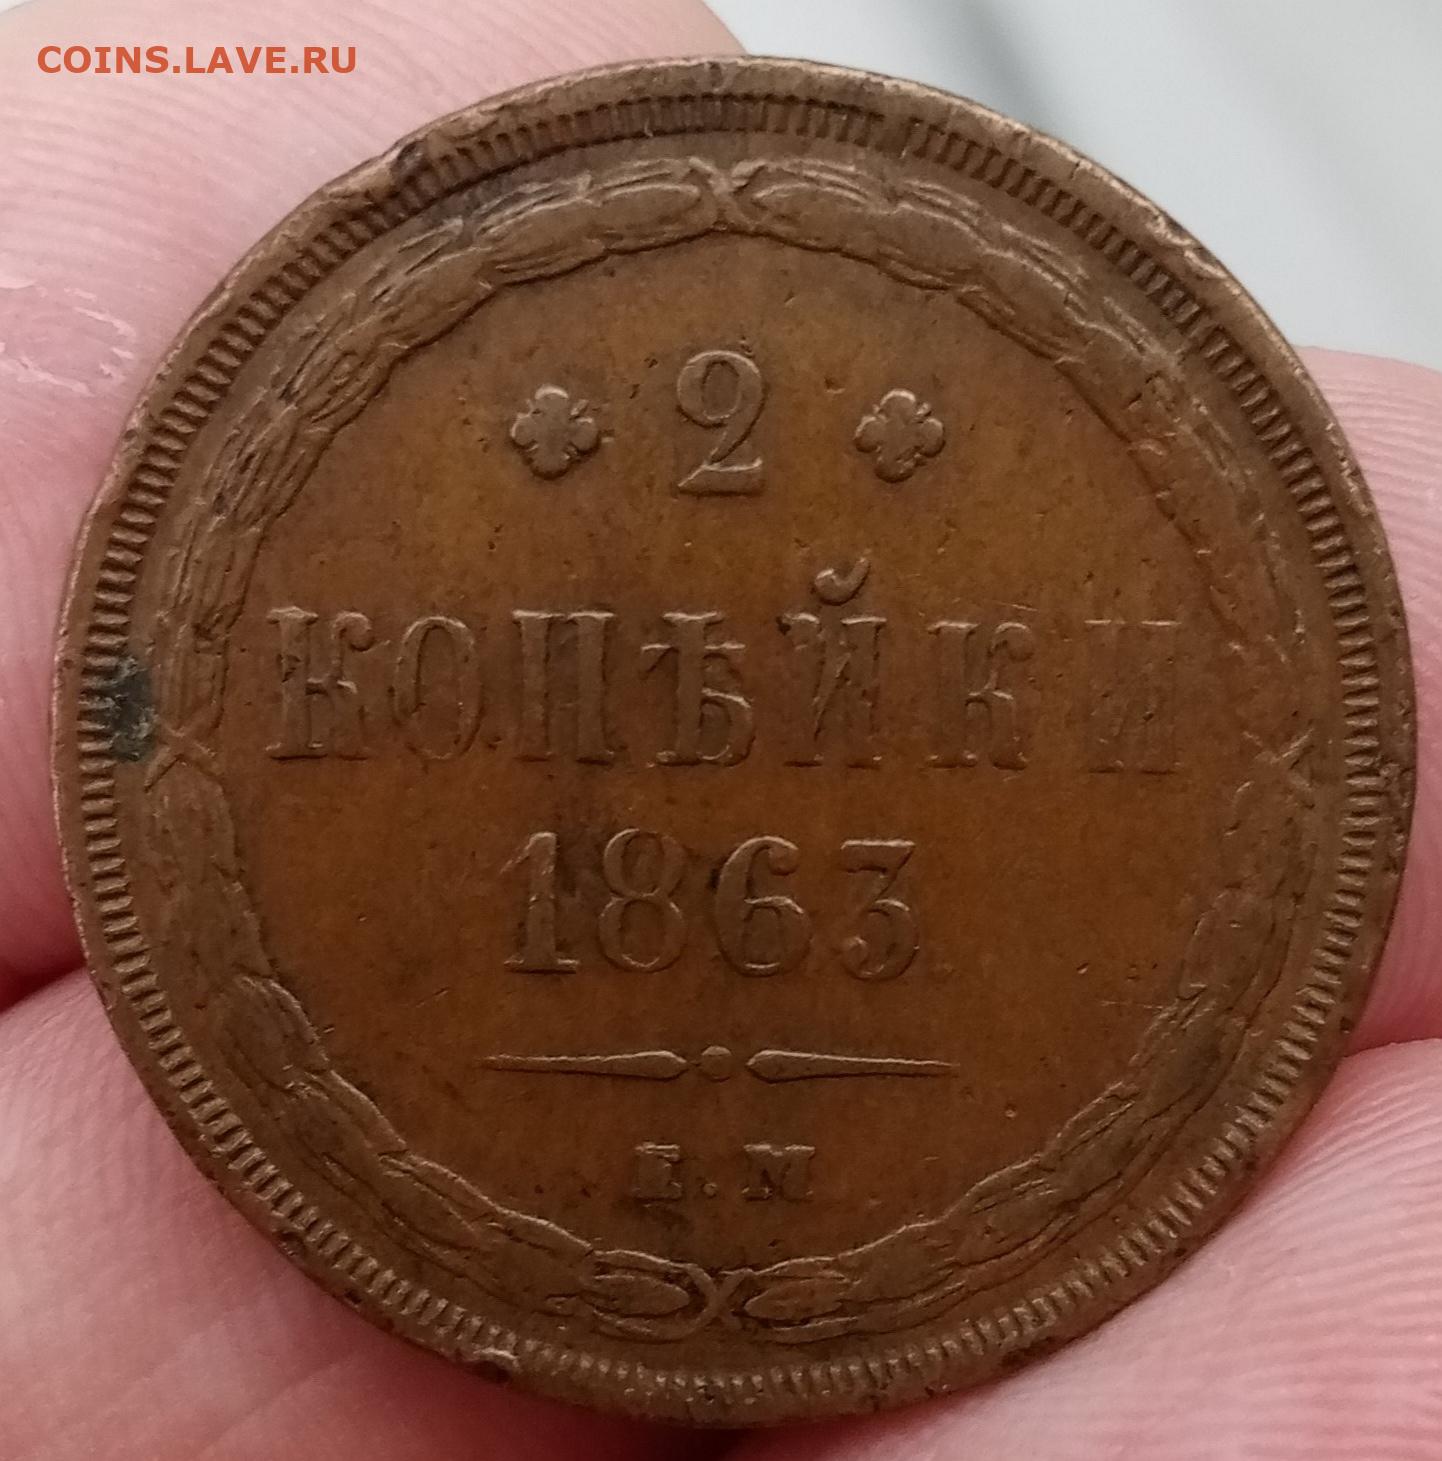 COINS.LAVE.RU
2
КОПѢЙКИ
1863
Е.М